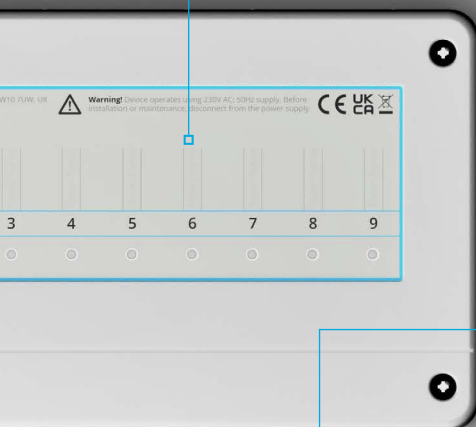 W10 7UW, UK
Warning! Device operates using 230V AC; 50Hz supply. Before
installation or maintenance, disconnect from the power supply.
CE UK
CA
3 4 5 6 7 8 9